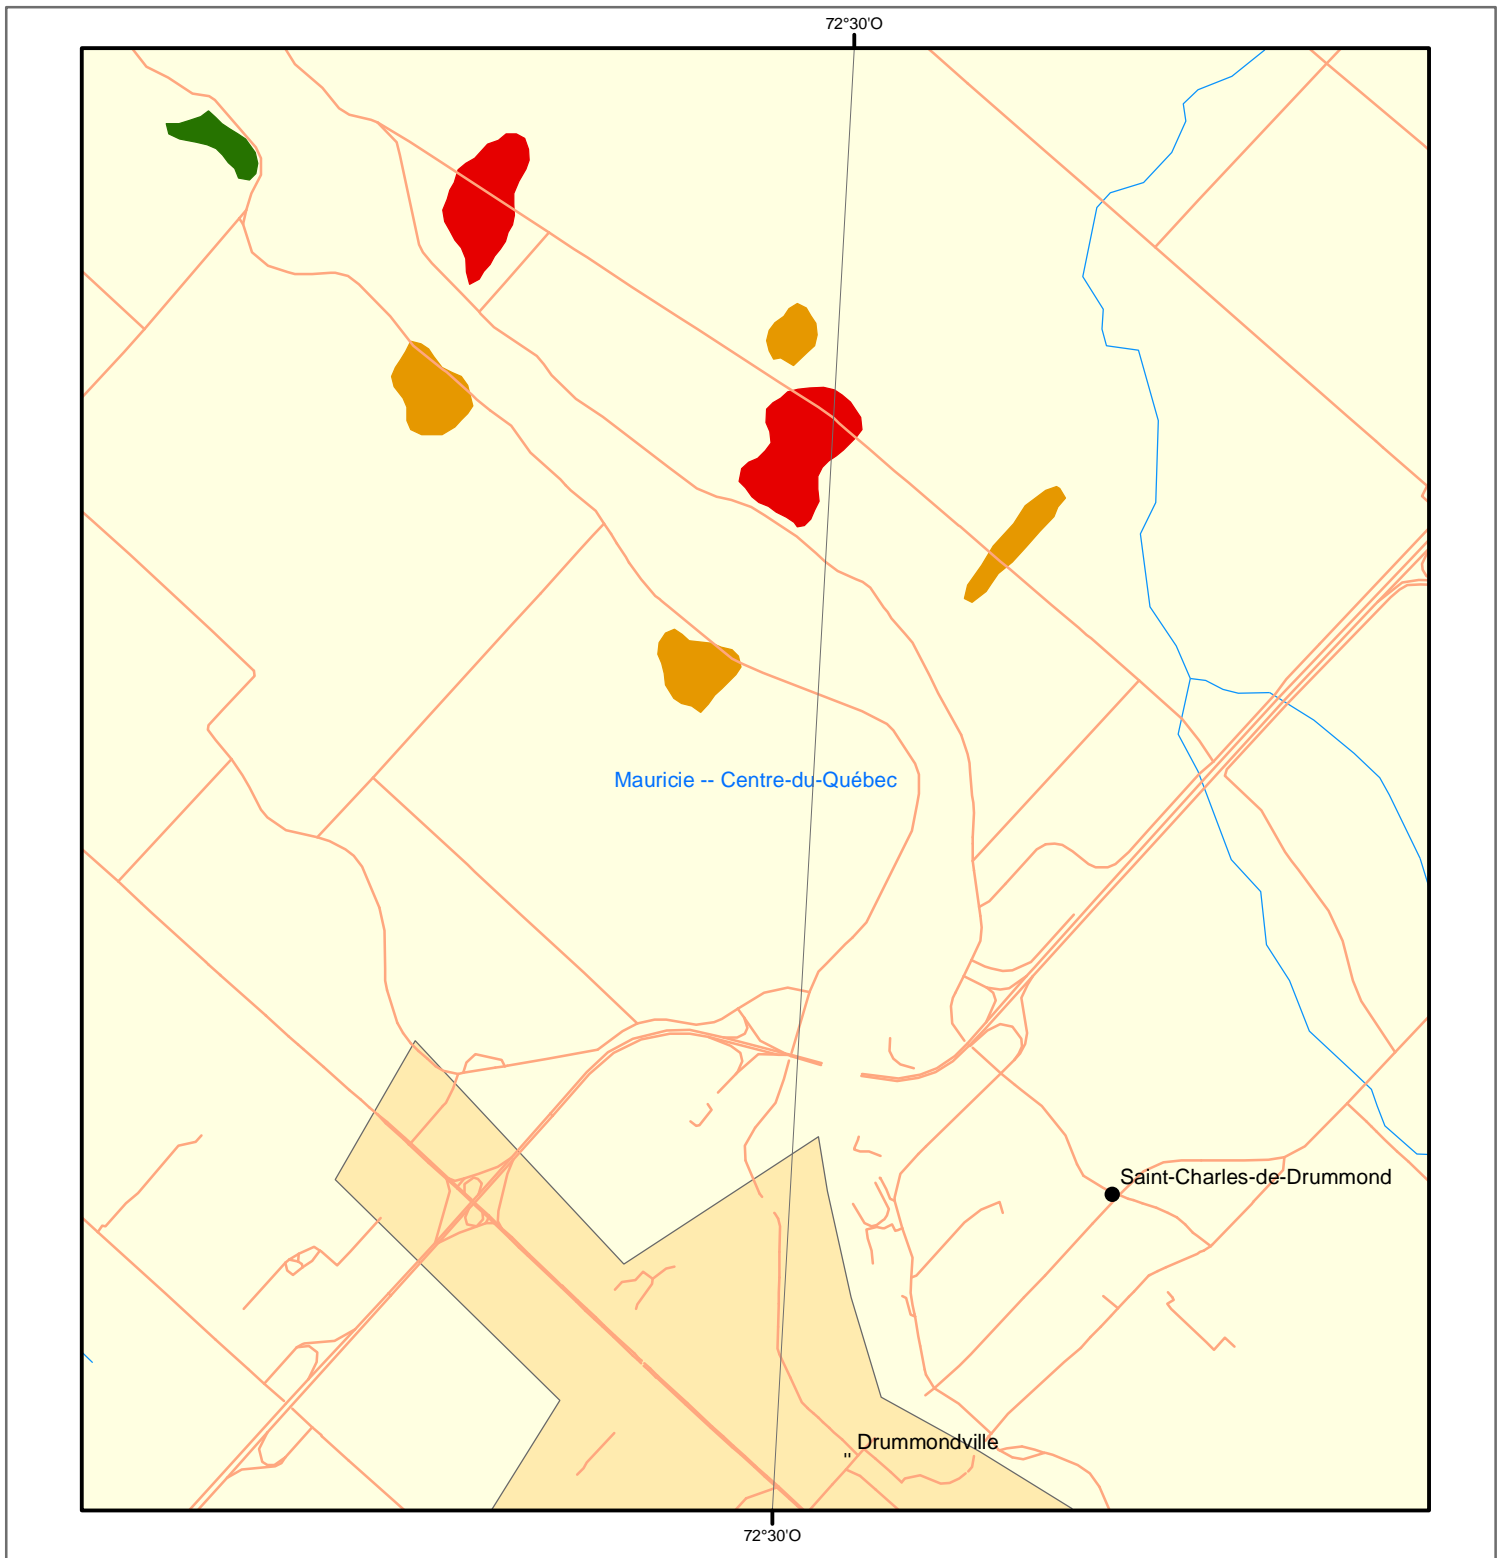 72°30'O
Mauricie -- Centre-du-Québec
Saint-Charles-de-Drummond
Drummondville
"
72°30'O